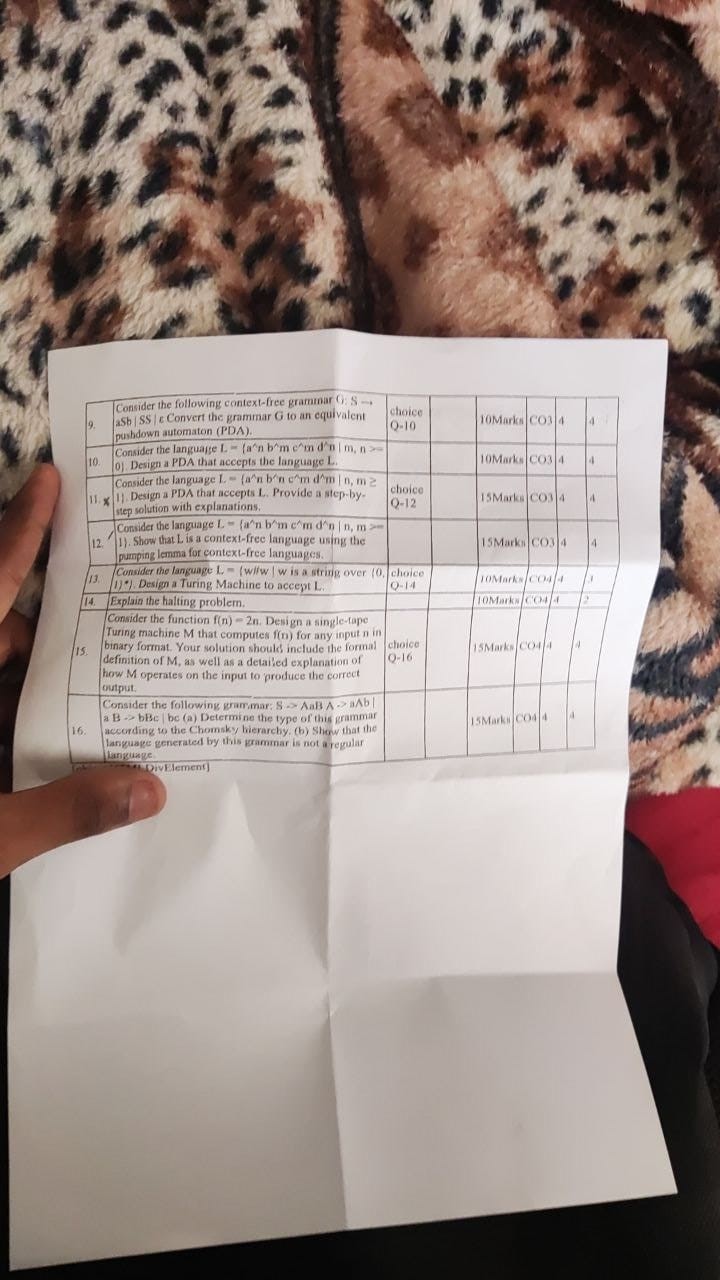 Consider the following context-free grammar G: S →
9. aSb | SS | ε Convert the grammar G to an equivalent choice Q-10 10Marks CO3 4 4
pushdown automaton (PDA).
10. Consider the language L = {a^n b^m c^m d^n | m, n >= 10Marks CO3 4 4
0}. Design a PDA that accepts the language L.
Consider the language L = {a^n b^n c^m d^m | n, m ≥
11. 1}. Design a PDA that accepts L. Provide a step-by- choice Q-12 15Marks CO3 4 4
step solution with explanations.
Consider the language L = {a^n b^m c^m d^n | n, m >=
12. 1}. Show that L is a context-free language using the 15Marks CO3 4 4
pumping lemma for context-free languages.
13. Consider the language L = {w#w | w is a string over {0, choice Q-14 10Marks CO4 4 3
1}*}. Design a Turing Machine to accept L.
14. Explain the halting problem. 10Marks CO4 4 2
Consider the function f(n) = 2n. Design a single-tape
Turing machine M that computes f(n) for any input n in
15. binary format. Your solution should include the formal choice Q-16 15Marks CO4 4 4
definition of M, as well as a detailed explanation of
how M operates on the input to produce the correct
output.
Consider the following grammar: S -> AaB A -> aAb |
a B -> bBc | bc (a) Determine the type of this grammar
16. according to the Chomsky hierarchy. (b) Show that the 15Marks CO4 4 4
language generated by this grammar is not a regular
language.
DivElement]